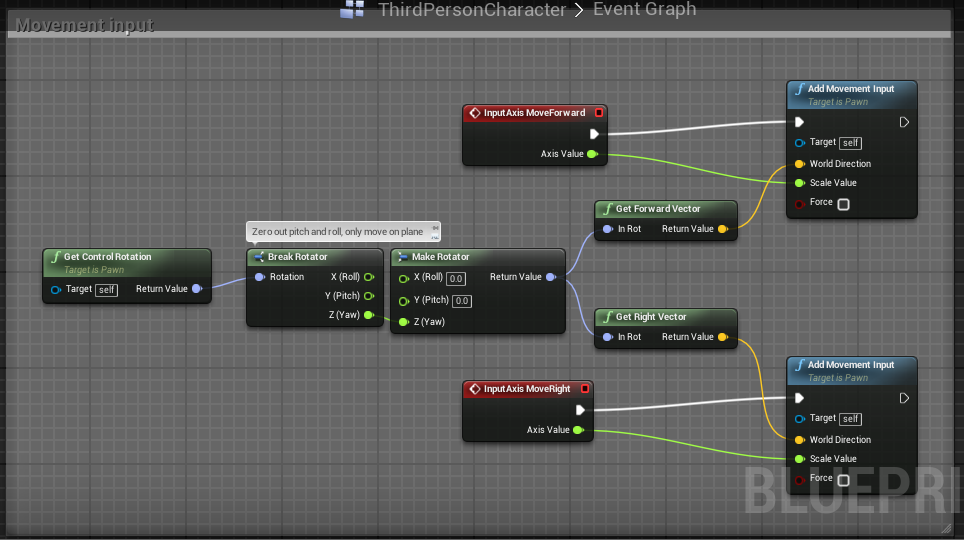 ThirdPersonCharacter > Event Graph
Movement input
InputAxis MoveForward
Axis Value
Add Movement Input
Target is Pawn
Target self
World Direction
Scale Value
Force
Get Control Rotation
Target is Pawn
Target self Return Value
Zero out pitch and roll, only move on plane
Break Rotator
Rotation X (Roll)
Y (Pitch)
Z (Yaw)
Make Rotator
X (Roll) 0.0 Return Value
Y (Pitch) 0.0
Z (Yaw)
Get Forward Vector
In Rot Return Value
Get Right Vector
In Rot Return Value
InputAxis MoveRight
Axis Value
Add Movement Input
Target is Pawn
Target self
World Direction
Scale Value
Force
BLUEPRI